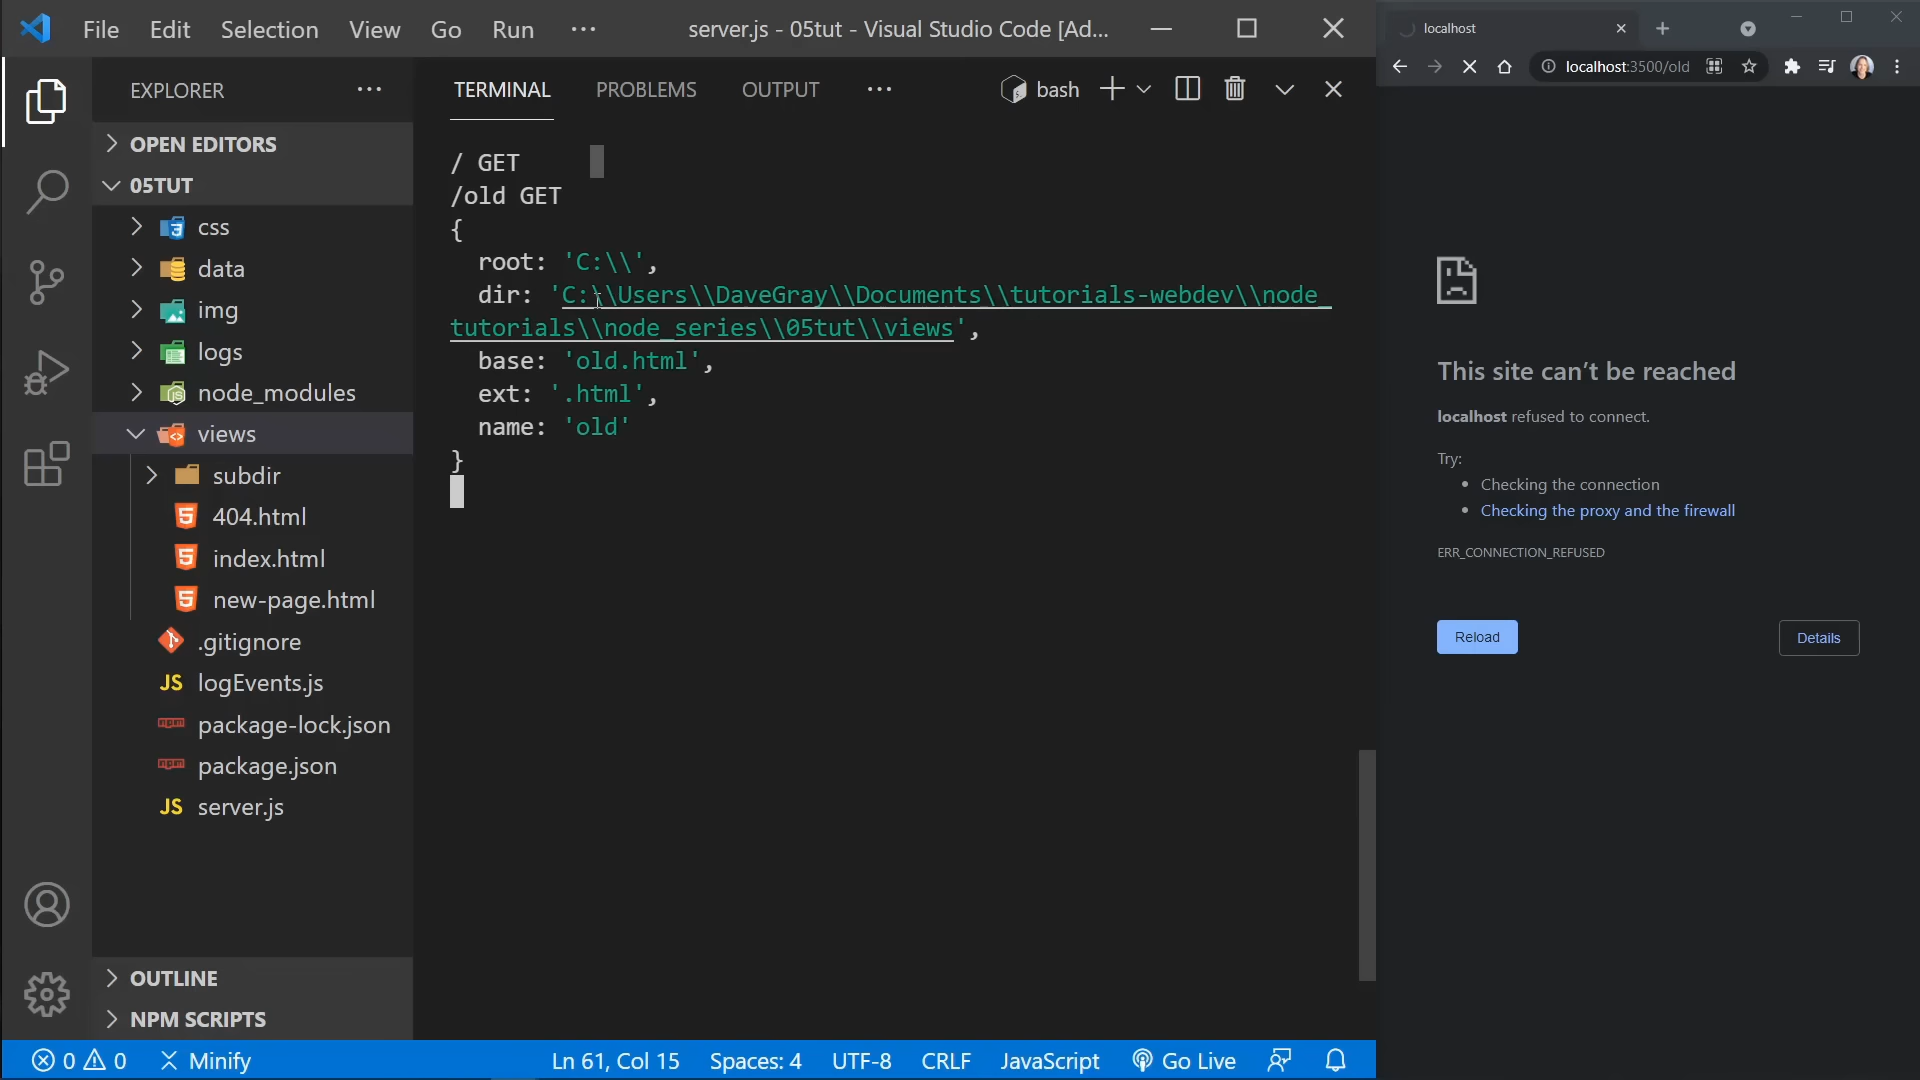 File Edit Selection View Go Run ···
server.js - 05tut - Visual Studio Code [Ad...
EXPLORER ···
OPEN EDITORS
05TUT
css
data
img
logs
node_modules
views
subdir
404.html
index.html
new-page.html
.gitignore
JS logEvents.js
package-lock.json
package.json
JS server.js
OUTLINE
NPM SCRIPTS
TERMINAL PROBLEMS OUTPUT ···
bash
/ GET
/old GET
{
root: 'C:\\',
dir: 'C:\\Users\\DaveGray\\Documents\\tutorials-webdev\\node_
tutorials\\node_series\\05tut\\views',
base: 'old.html',
ext: '.html',
name: 'old'
}
0 0 Minify
Ln 61, Col 15 Spaces: 4 UTF-8 CRLF JavaScript Go Live
localhost
localhost:3500/old
This site can’t be reached
localhost refused to connect.
Try:
• Checking the connection
• Checking the proxy and the firewall
ERR_CONNECTION_REFUSED
Reload Details